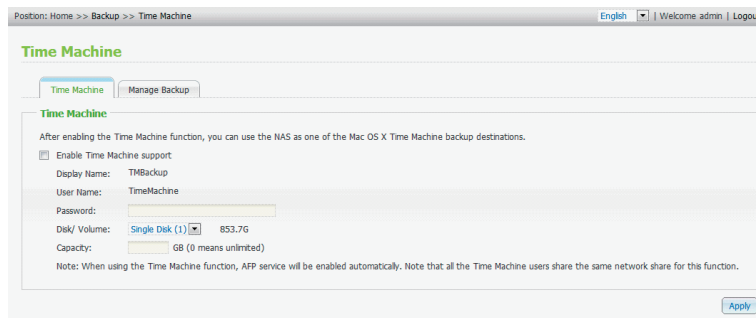 Position: Home >> Backup >> Time Machine English | Welcome admin | Logou
Time Machine
Time Machine Manage Backup
Time Machine
After enabling the Time Machine function, you can use the NAS as one of the Mac OS X Time Machine backup destinations.
Enable Time Machine support
Display Name: TMBackup
User Name: TimeMachine
Password:
Disk/ Volume: Single Disk (1) 853.7G
Capacity: GB (0 means unlimited)
Note: When using the Time Machine function, AFP service will be enabled automatically. Note that all the Time Machine users share the same network share for this function.
Apply